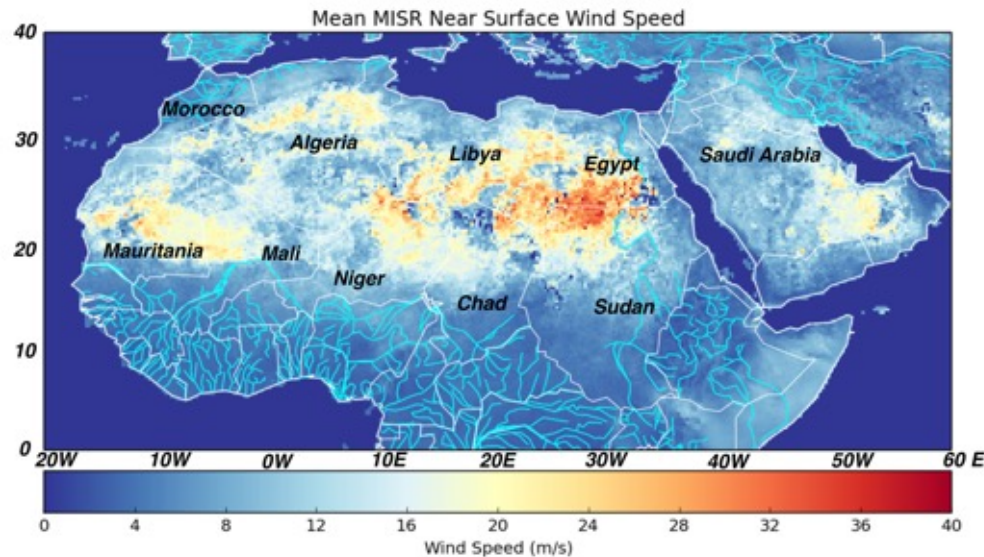 Mean MISR Near Surface Wind Speed
40
Morocco
30
Algeria
Libya
Egypt
Saudi Arabia
20
Mauritania
Mali
Niger
Chad
Sudan
10
0
20W 10W 0W 10E 20E 30W 40W 50W 60 E
0 4 8 12 16 20 24 28 32 36 40
Wind Speed (m/s)